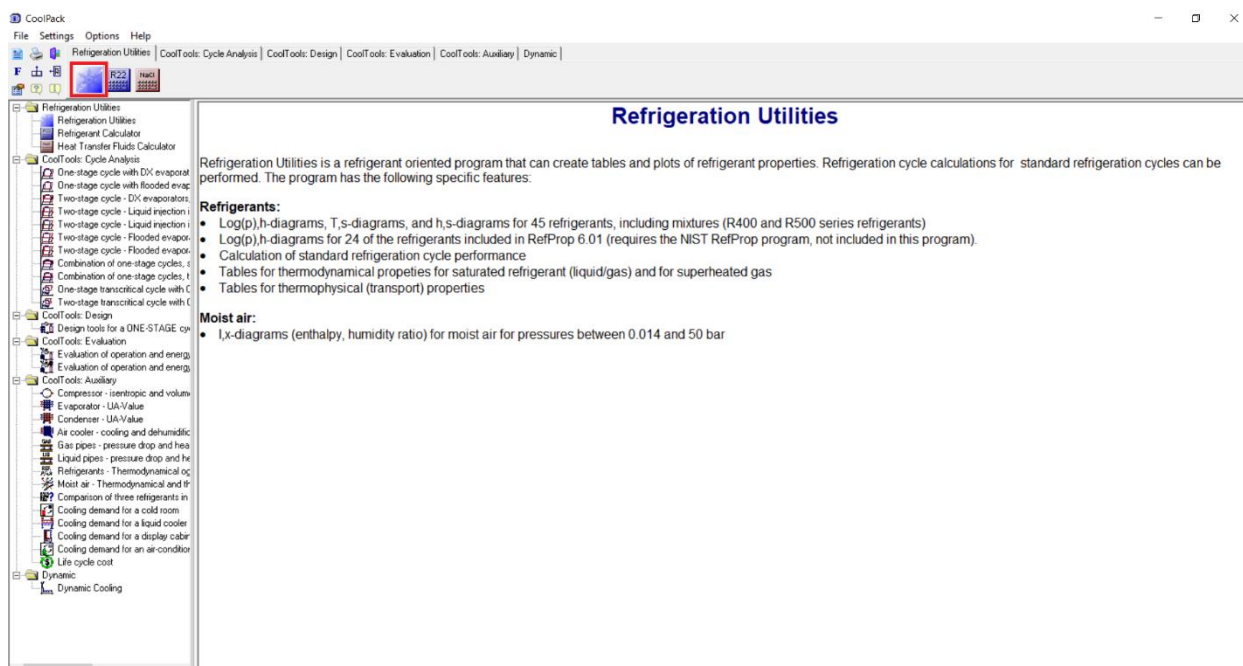 CoolPack
File Settings Options Help
Refrigeration Utilities CoolTools: Cycle Analysis CoolTools: Design CoolTools: Evaluation CoolTools: Auxiliary Dynamic
F
R22 NaCl
Refrigeration Utilities
Refrigeration Utilities
Refrigerant Calculator
Heat Transfer Fluids Calculator
CoolTools: Cycle Analysis
One-stage cycle with DX evaporat
One-stage cycle with flooded evap
Two-stage cycle - DX evaporators,
Two-stage cycle - Liquid injection i
Two-stage cycle - Liquid injection i
Two-stage cycle - Flooded evapor
Two-stage cycle - Flooded evapor
Combination of one-stage cycles, s
Combination of one-stage cycles, t
One-stage transcritical cycle with C
Two-stage transcritical cycle with C
CoolTools: Design
Design tools for a ONE-STAGE cy
CoolTools: Evaluation
Evaluation of operation and energy
Evaluation of operation and energy
CoolTools: Auxiliary
Compressor - isentropic and volum
Evaporator - UA-Value
Condenser - UA-Value
Air cooler - cooling and dehumidific
Gas pipes - pressure drop and hea
Liquid pipes - pressure drop and he
Refrigerants - Thermodynamical og
Moist air - Thermodynamical and th
Comparison of three refrigerants in
Cooling demand for a cold room
Cooling demand for a liquid cooler
Cooling demand for a display cabin
Cooling demand for an air-condition
Life cycle cost
Dynamic
Dynamic Cooling
Refrigeration Utilities
Refrigeration Utilities is a refrigerant oriented program that can create tables and plots of refrigerant properties. Refrigeration cycle calculations for standard refrigeration cycles can be
performed. The program has the following specific features:
Refrigerants:
• Log(p),h-diagrams, T,s-diagrams, and h,s-diagrams for 45 refrigerants, including mixtures (R400 and R500 series refrigerants)
• Log(p),h-diagrams for 24 of the refrigerants included in RefProp 6.01 (requires the NIST RefProp program, not included in this program).
• Calculation of standard refrigeration cycle performance
• Tables for thermodynamical propeties for saturated refrigerant (liquid/gas) and for superheated gas
• Tables for thermophysical (transport) properties
Moist air:
• I,x-diagrams (enthalpy, humidity ratio) for moist air for pressures between 0.014 and 50 bar